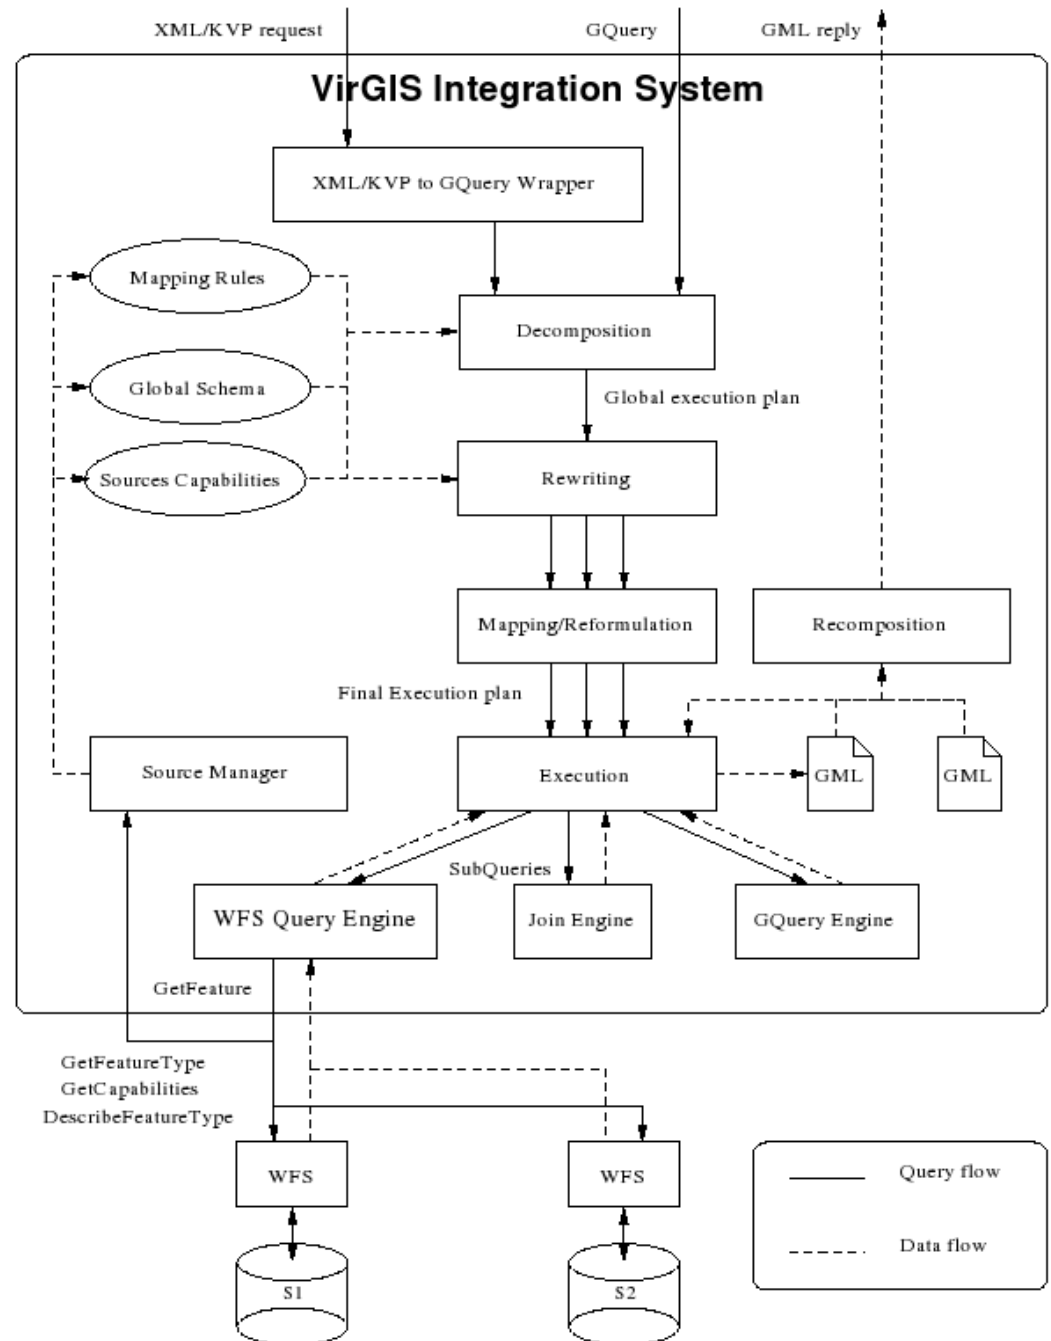 XML/KVP request
GQuery
GML reply
VirGIS Integration System
XML/KVP to GQuery Wrapper
Mapping Rules
Decomposition
Global Schema
Global execution plan
Sources Capabilities
Rewriting
Mapping/Reformulation
Recomposition
Final Execution plan
Source Manager
Execution
GML
GML
SubQueries
WFS Query Engine
Join Engine
GQuery Engine
GetFeature
GetFeatureType
GetCapabilities
DescribeFeatureType
WFS
WFS
Query flow
Data flow
S1
S2